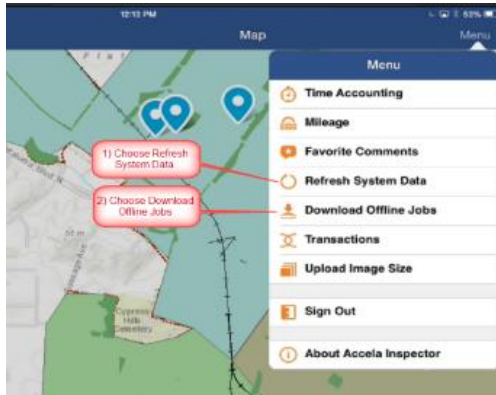 12:13 PM
53%
Map
Menu
Menu
Time Accounting
Mileage
Favorite Comments
1) Choose Refresh
System Data
Refresh System Data
2) Choose Download
Offline Jobs
Download Offline Jobs
Transactions
Upload Image Size
Sign Out
About Accela Inspector
Cypress
Hills
Cemetery